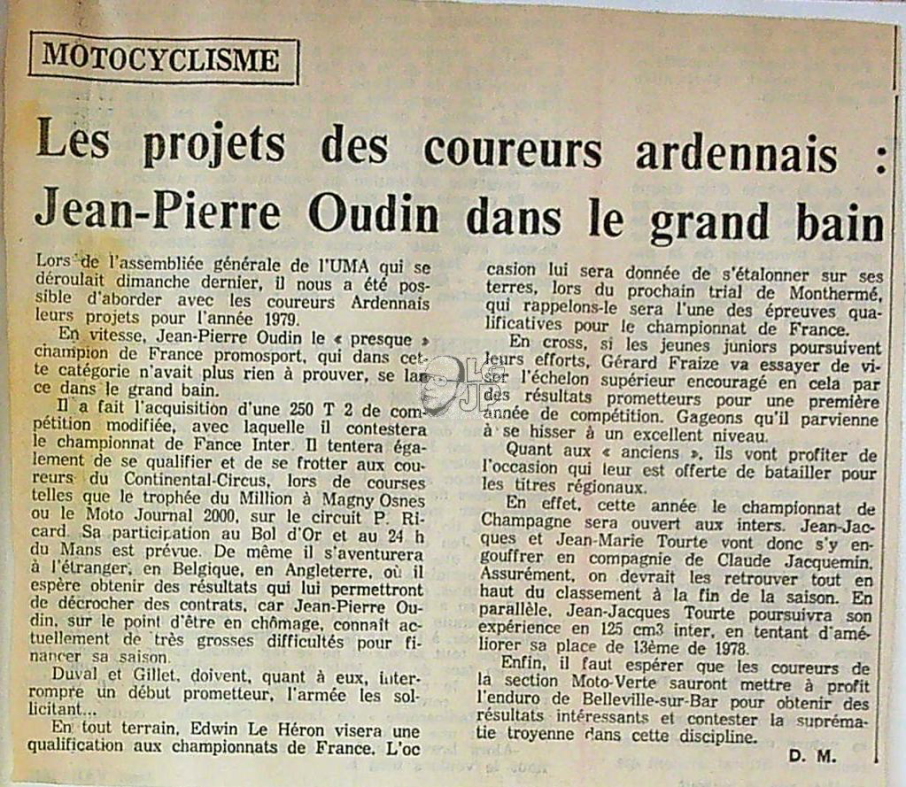 MOTOCYCLISME
Les projets des coureurs ardennais :
Jean-Pierre Oudin dans le grand bain
Lors de l'assembliée générale de l'UMA qui se
déroulait dimanche dernier, il nous a été pos-
sible d'aborder avec les coureurs Ardennais
leurs projets pour l'année 1979.
En vitesse, Jean-Pierre Oudin le « presque »
champion de France promosport, qui dans cet-
te catégorie n'avait plus rien à prouver, se lan-
ce dans le grand bain.
Il a fait l'acquisition d'une 250 T 2 de com-
pétition modifiée, avec laquelle il contestera
le championnat de Fance Inter. Il tentera éga-
lement de se qualifier et de se frotter aux cou-
reurs du Continental-Circus, lors de courses
telles que le trophée du Million à Magny Osnes
ou le Moto Journal 2000, sur le circuit P. Ri-
card. Sa participation au Bol d'Or et au 24 h
du Mans est prévue. De même il s'aventurera
à l'étranger, en Belgique, en Angleterre, où il
espère obtenir des résultats qui lui permettront
de décrocher des contrats, car Jean-Pierre Ou-
din, sur le point d'être en chômage, connaît ac-
tuellement de très grosses difficultés pour fi-
nancer sa saison.
Duval et Gillet, doivent, quant à eux, inter-
rompre un début prometteur, l'armée les sol-
licitant...
En tout terrain, Edwin Le Héron visera une
qualification aux championnats de France. L'oc
casion lui sera donnée de s'étalonner sur ses
terres, lors du prochain trial de Monthermé,
qui rappelons-le sera l'une des épreuves qua-
lificatives pour le championnat de France.
En cross, si les jeunes juniors poursuivent
leurs efforts, Gérard Fraize va essayer de vi-
ser l'échelon supérieur encouragé en cela par
des résultats prometteurs pour une première
année de compétition. Gageons qu'il parvienne
à se hisser à un excellent niveau.
Quant aux « anciens », ils vont profiter de
l'occasion qui leur est offerte de batailler pour
les titres régionaux.
En effet, cette année le championnat de
Champagne sera ouvert aux inters. Jean-Jac-
ques et Jean-Marie Tourte vont donc s'y en-
gouffrer en compagnie de Claude Jacquemin.
Assurément, on devrait les retrouver tout en
haut du classement à la fin de la saison. En
parallèle, Jean-Jacques Tourte poursuivra son
expérience en 125 cm3 inter, en tentant d'amé-
liorer sa place de 13ème de 1978.
Enfin, il faut espérer que les coureurs de
la section Moto-Verte sauront mettre à profit
l'enduro de Belleville-sur-Bar pour obtenir des
résultats intéressants et contester la supréma-
tie troyenne dans cette discipline.
D. M.